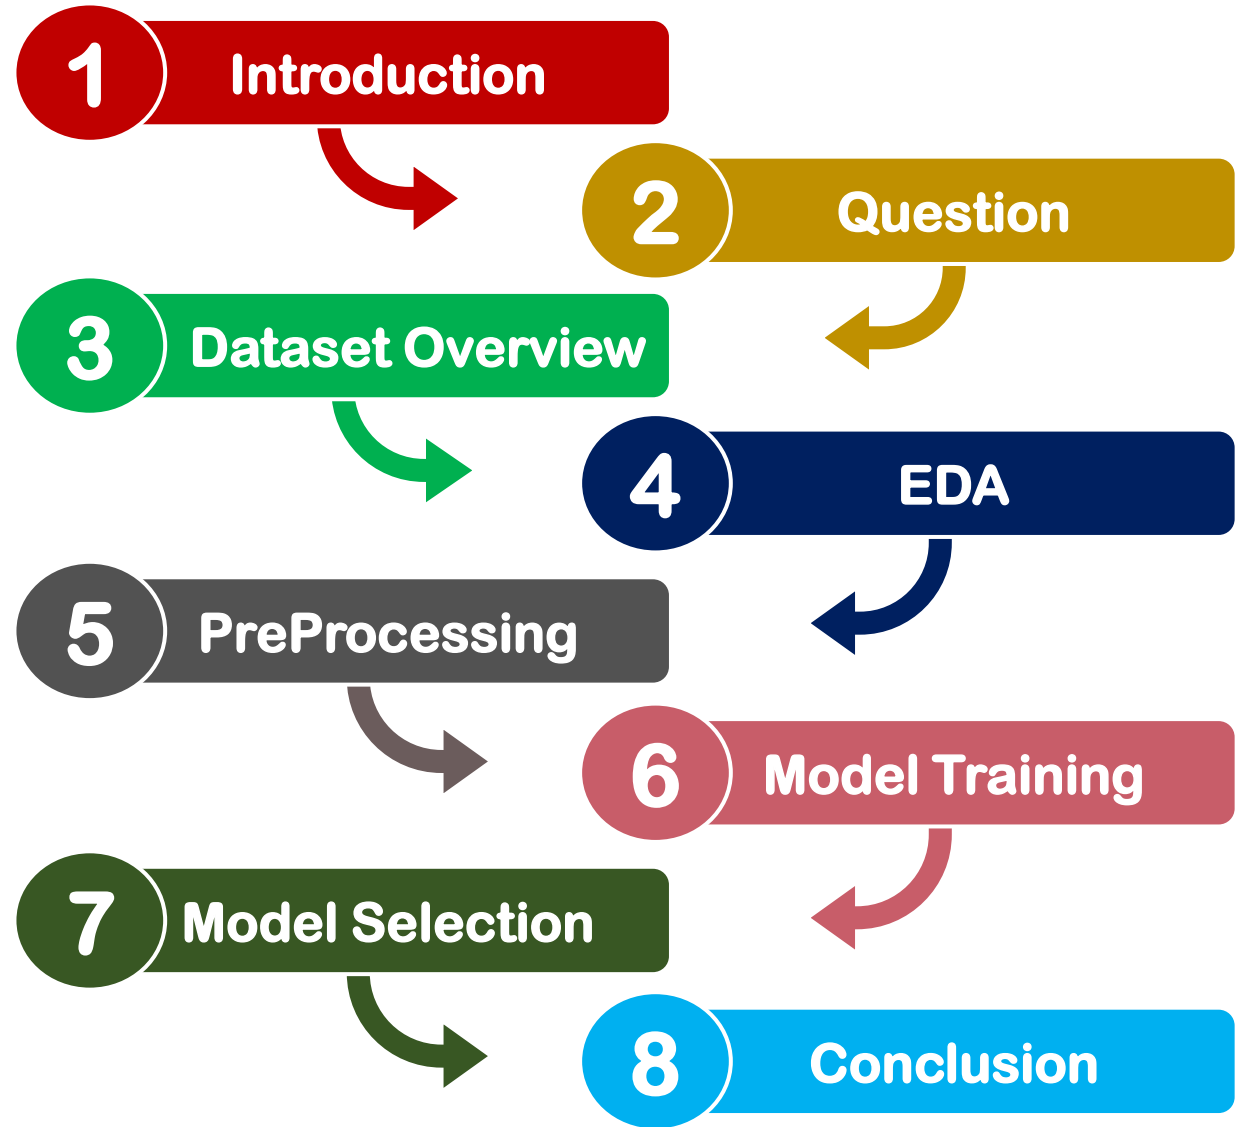 1 Introduction
2 Question
3 Dataset Overview
4 EDA
5 PreProcessing
6 Model Training
7 Model Selection
8 Conclusion